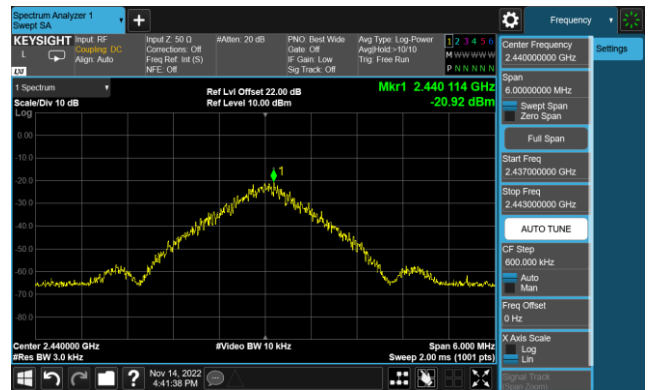 Spectrum Analyzer 1
Swept SA
+
Frequency
KEYSIGHT
L
LXI
Input: RF
Coupling: DC
Align: Auto
Input Z: 50 Ω
Corrections: Off
Freq Ref: Int (S)
NFE: Off
#Atten: 20 dB
PNO: Best Wide
Gate: Off
IF Gain: Low
Sig Track: Off
Avg Type: Log-Power
Avg|Hold:>10/10
Trig: Free Run
1 2 3 4 5 6
M W W W W W
P N N N N N
1 Spectrum
Scale/Div 10 dB
Log
Ref Lvl Offset 22.00 dB
Ref Level 10.00 dBm
Mkr1 2.440 114 GHz
-20.92 dBm
1
0.00
-10.0
-20.0
-30.0
-40.0
-50.0
-60.0
-70.0
-80.0
Center 2.440000 GHz
#Res BW 3.0 kHz
#Video BW 10 kHz
Span 6.000 MHz
Sweep 2.00 ms (1001 pts)
Center Frequency
2.440000000 GHz
Settings
Span
6.00000000 MHz
Swept Span
Zero Span
Full Span
Start Freq
2.437000000 GHz
Stop Freq
2.443000000 GHz
AUTO TUNE
CF Step
600.000 kHz
Auto
Man
Freq Offset
0 Hz
X Axis Scale
Log
Lin
Signal Track
(Span Zoom)
?
Nov 14, 2022
4:41:38 PM